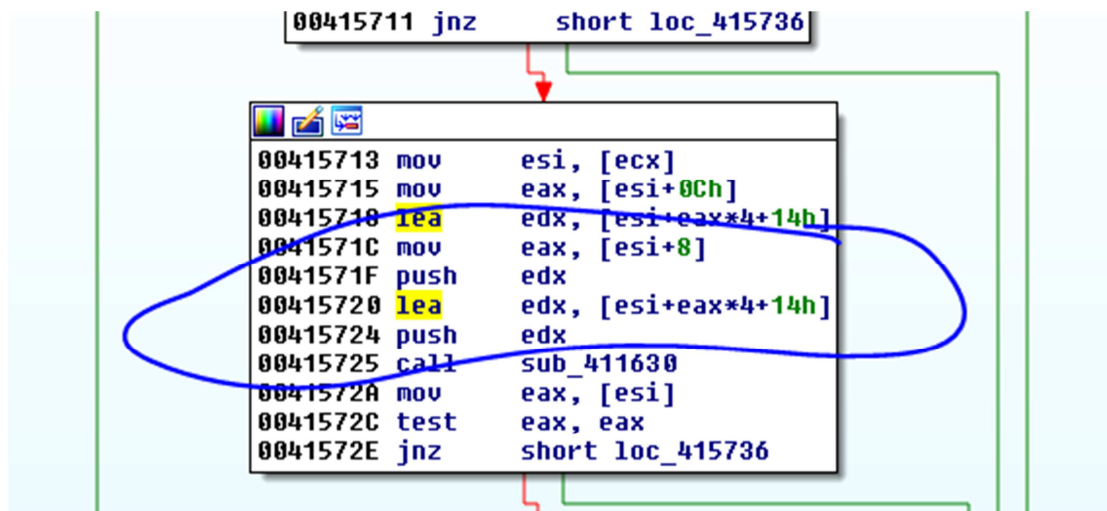 00415711 jnz short loc_415736
00415713 mov esi, [ecx]
00415715 mov eax, [esi+0Ch]
00415718 lea edx, [esi+eax*4+14h]
0041571C mov eax, [esi+8]
0041571F push edx
00415720 lea edx, [esi+eax*4+14h]
00415724 push edx
00415725 call sub_411630
0041572A mov eax, [esi]
0041572C test eax, eax
0041572E jnz short loc_415736